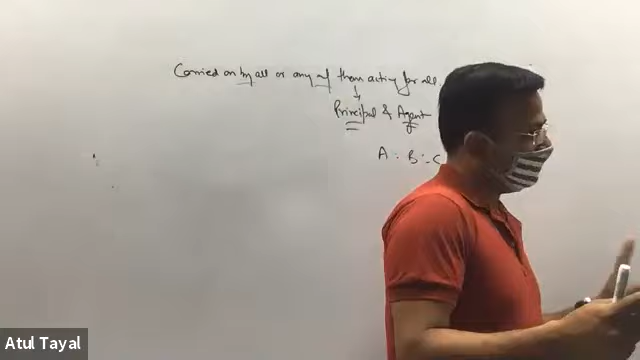 Carried on by all or any of them acting for all.
Principal & Agent
A : B : C
Atul Tayal